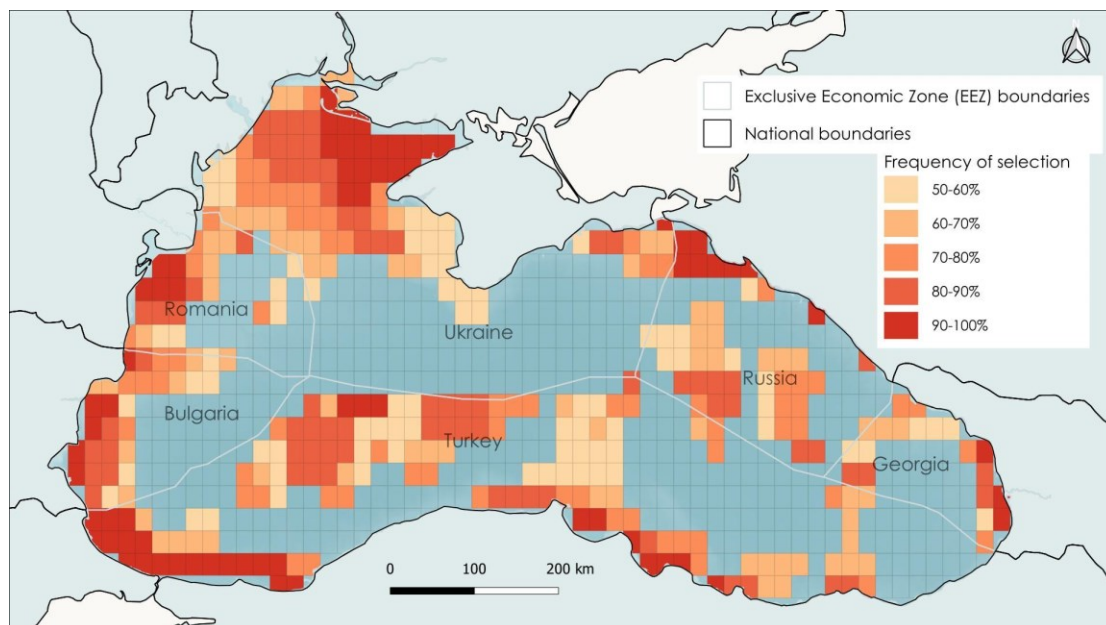 N
Exclusive Economic Zone (EEZ) boundaries
National boundaries
Frequency of selection
50-60%
60-70%
70-80%
80-90%
90-100%
Romania
Ukraine
Russia
Bulgaria
Turkey
Georgia
0 100 200 km